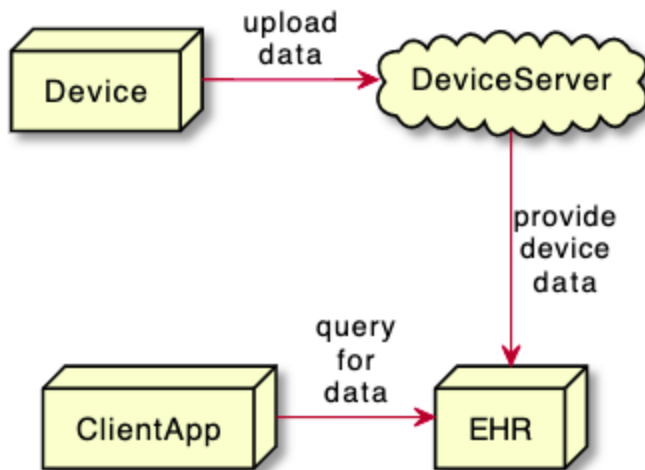 upload
data
Device
DeviceServer
provide
device
data
query
for
data
ClientApp
EHR